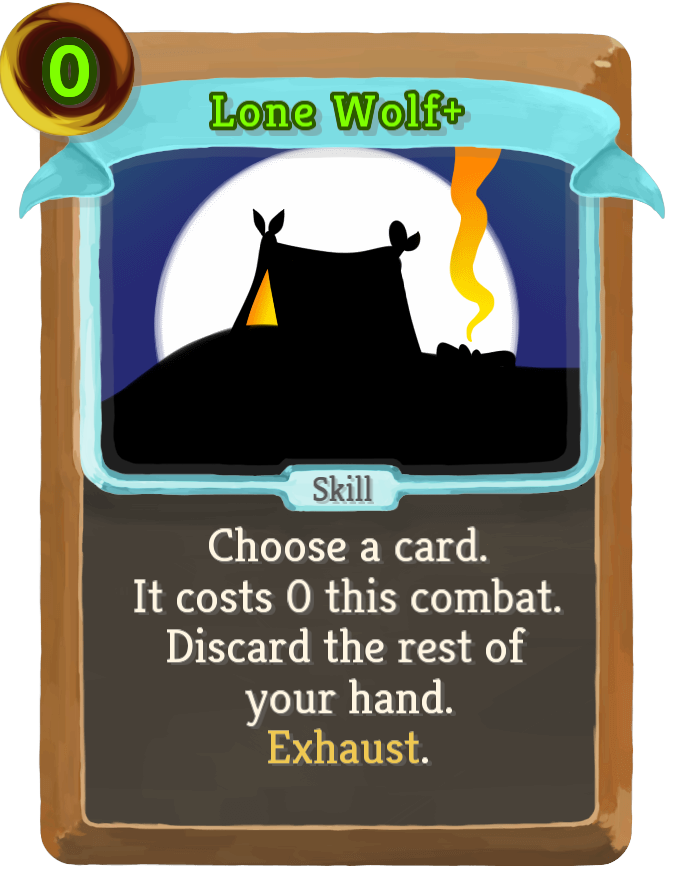 0
Lone Wolf+
Skill
Choose a card.
It costs 0 this combat.
Discard the rest of
your hand.
Exhaust.